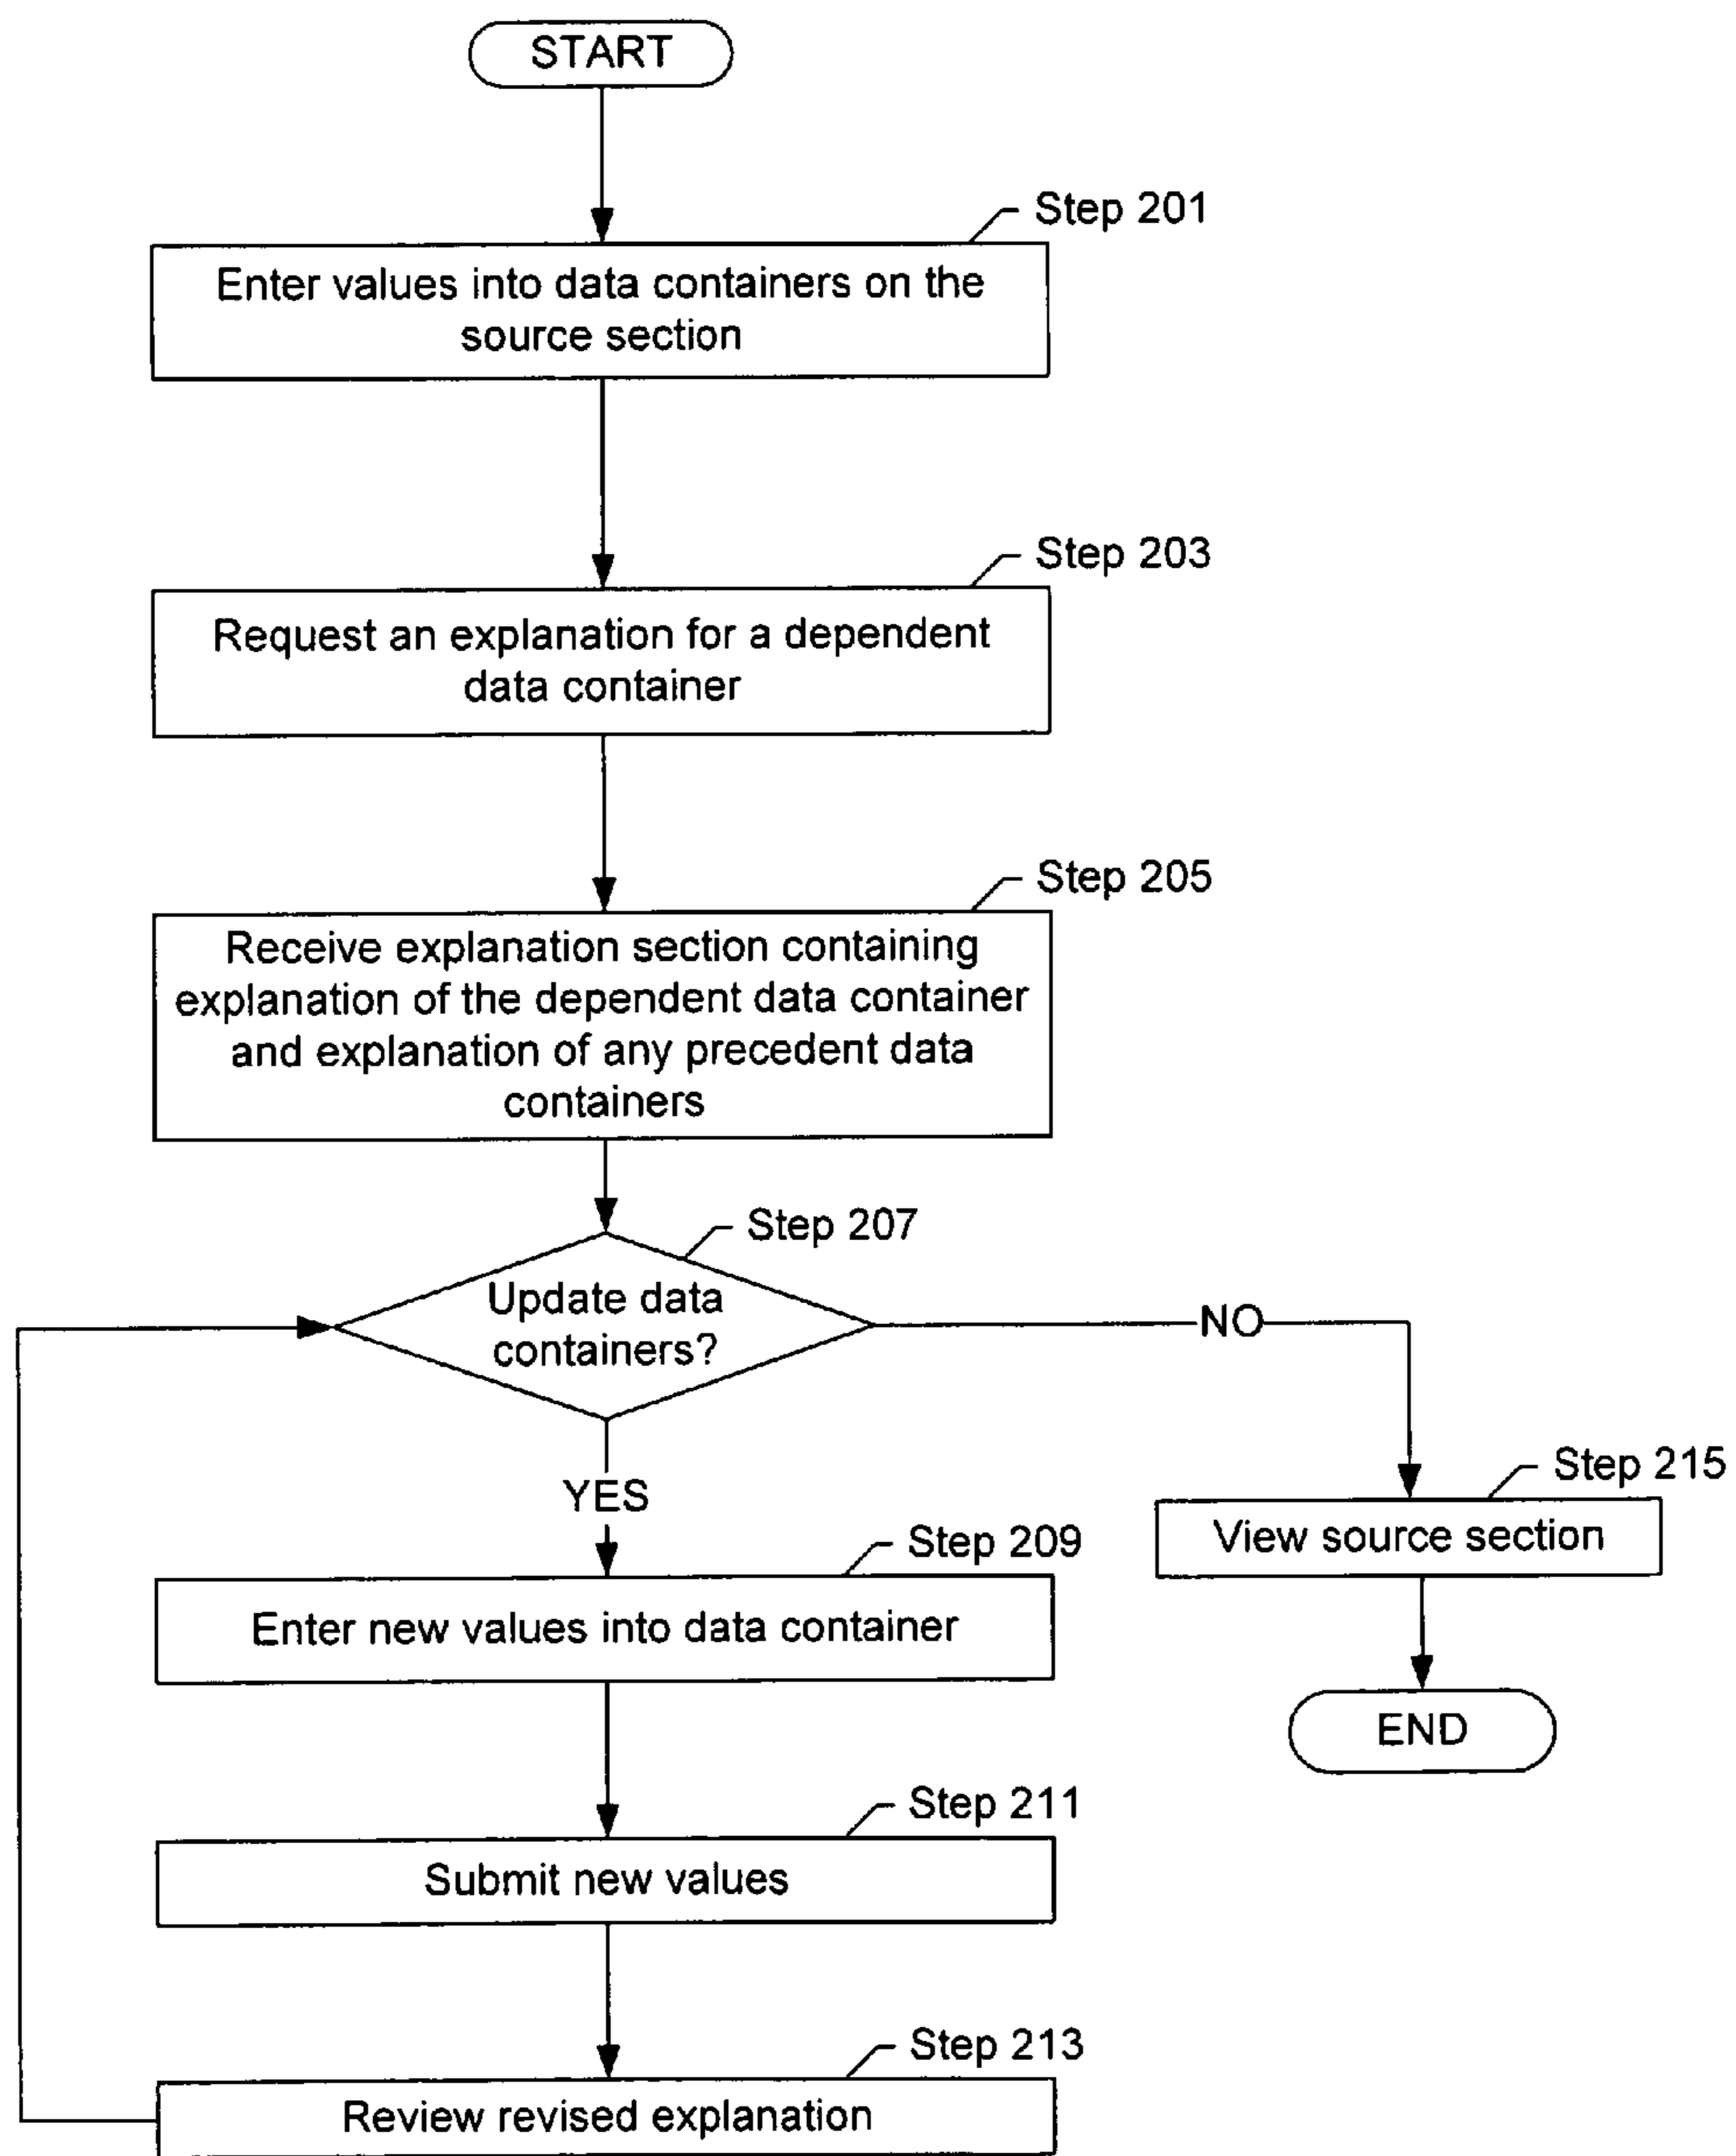 START
Step 201
Enter values into data containers on the
source section
Step 203
Request an explanation for a dependent
data container
Step 205
Receive explanation section containing
explanation of the dependent data container
and explanation of any precedent data
containers
Step 207
Update data
containers?
NO
YES
Step 215
View source section
Step 209
Enter new values into data container
END
Step 211
Submit new values
Step 213
Review revised explanation